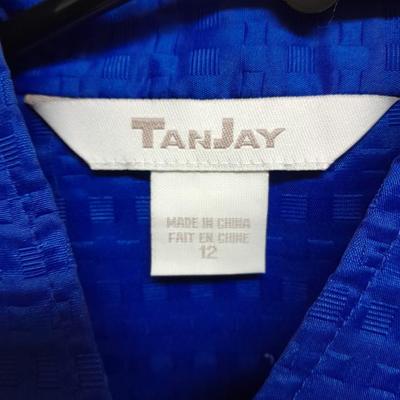 TANJAY
MADE IN CHINA
FAIT EN CHINE
12